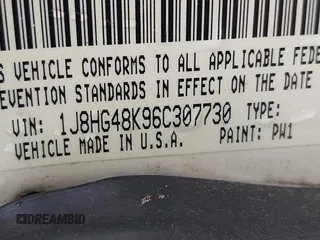 S VEHICLE CONFORMS TO ALL APPLICABLE FEDE
EVENTION STANDARDS IN EFFECT ON THE DATE
VIN: 1J8HG48K96C307730 TYPE:
VEHICLE MADE IN U.S.A. PAINT: PW1
DREAMBID